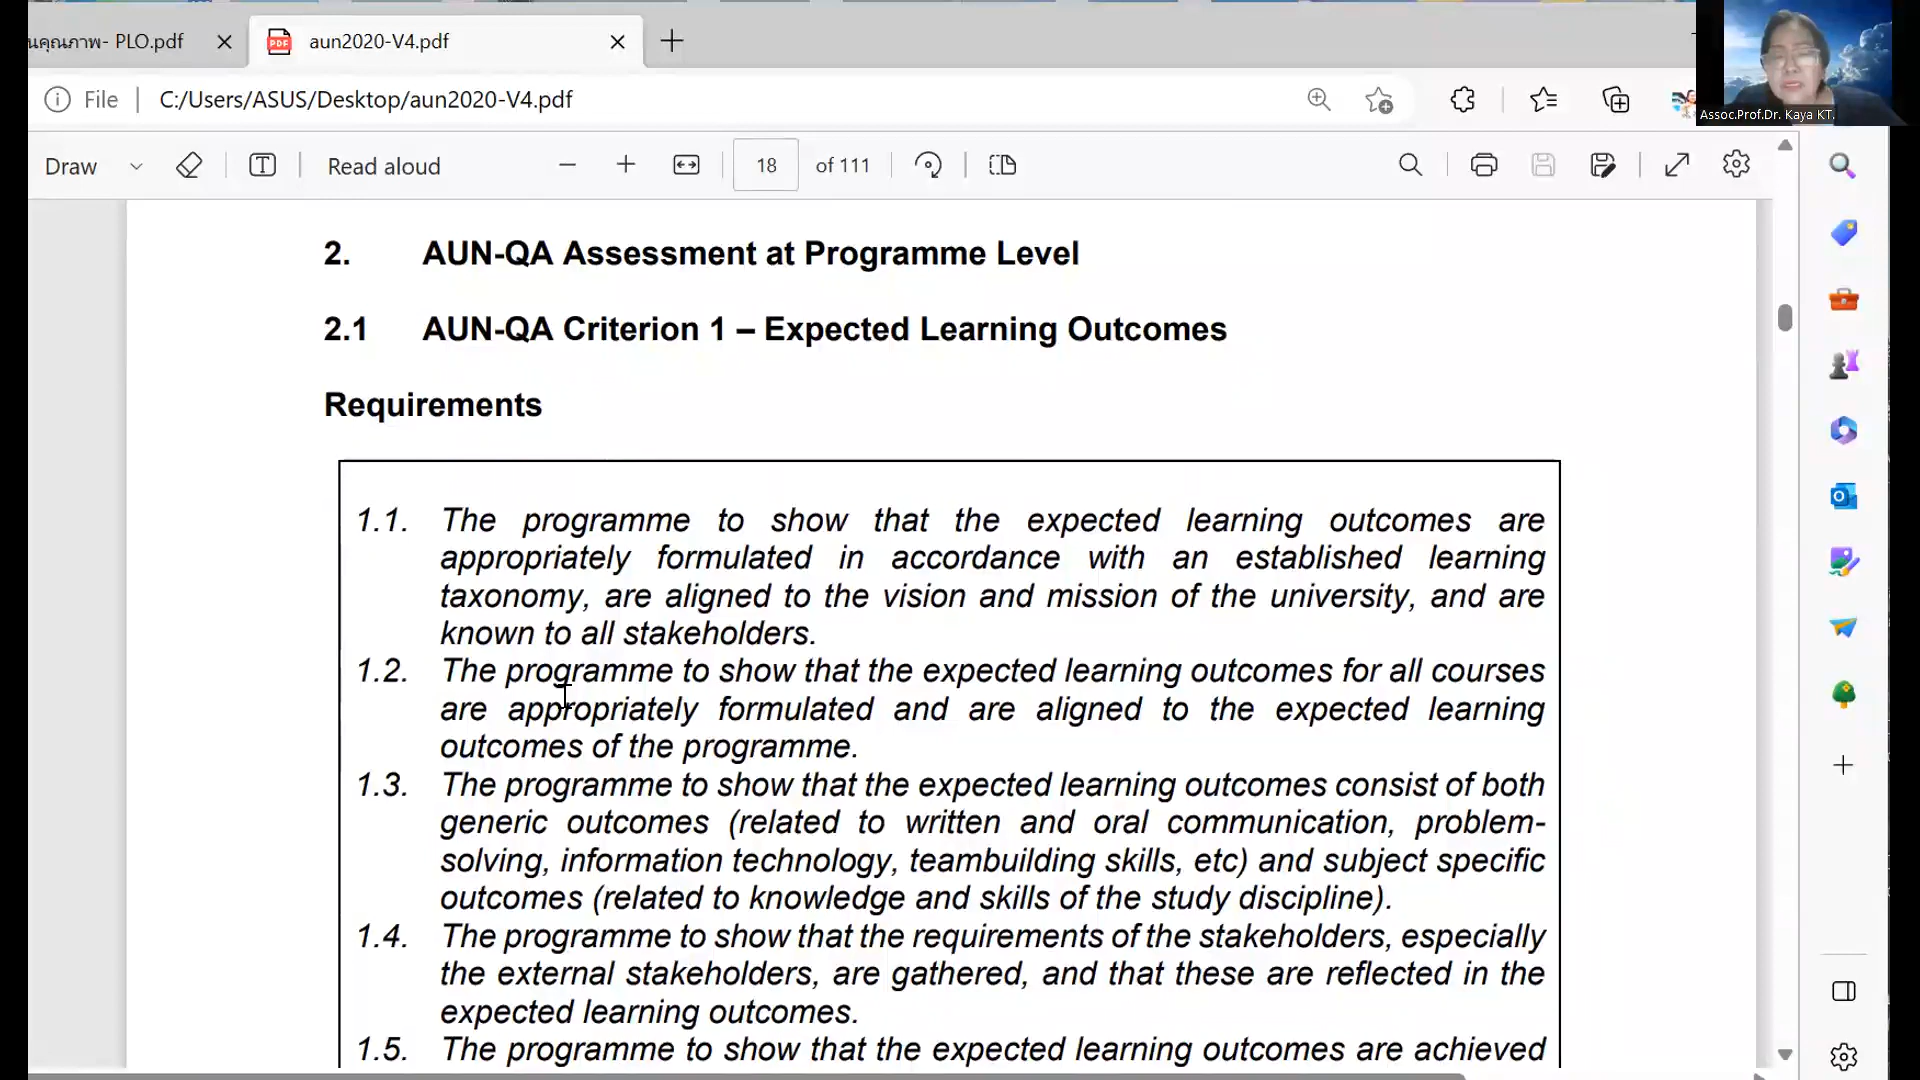 นคุณภาพ- PLO.pdf
aun2020-V4.pdf
File
C:/Users/ASUS/Desktop/aun2020-V4.pdf
Assoc.Prof.Dr. Kaya KT.
Draw
Read aloud
18 of 111
2. AUN-QA Assessment at Programme Level
2.1 AUN-QA Criterion 1 – Expected Learning Outcomes
Requirements
1.1. The programme to show that the expected learning outcomes are
appropriately formulated in accordance with an established learning
taxonomy, are aligned to the vision and mission of the university, and are
known to all stakeholders.
1.2. The programme to show that the expected learning outcomes for all courses
are appropriately formulated and are aligned to the expected learning
outcomes of the programme.
1.3. The programme to show that the expected learning outcomes consist of both
generic outcomes (related to written and oral communication, problem-
solving, information technology, teambuilding skills, etc) and subject specific
outcomes (related to knowledge and skills of the study discipline).
1.4. The programme to show that the requirements of the stakeholders, especially
the external stakeholders, are gathered, and that these are reflected in the
expected learning outcomes.
1.5. The programme to show that the expected learning outcomes are achieved